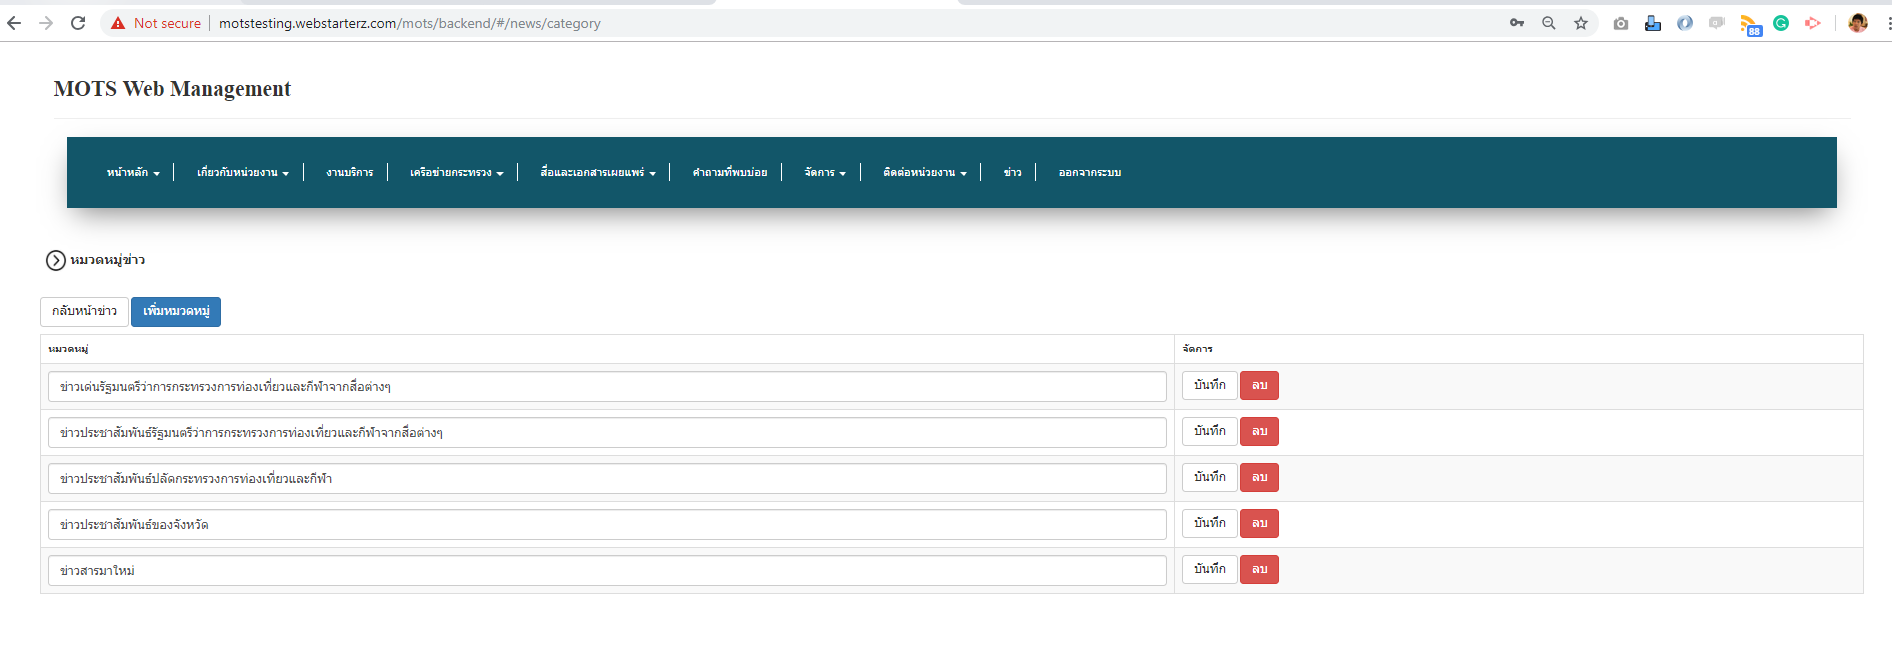 Not secure motstesting.webstarterz.com/mots/backend/#/news/category
88
MOTS Web Management
หน้าหลัก เกี่ยวกับหน่วยงาน งานบริการ เครือข่ายกระทรวง สื่อและเอกสารเผยแพร่ คำถามที่พบบ่อย จัดการ ติดต่อหน่วยงาน ข่าว ออกจากระบบ
หมวดหมู่ข่าว
กลับหน้าข่าว เพิ่มหมวดหมู่
หมวดหมู่ จัดการ
ข่าวเด่นรัฐมนตรีว่าการกระทรวงการท่องเที่ยวและกีฬาจากสื่อต่างๆ บันทึก ลบ
ข่าวประชาสัมพันธ์รัฐมนตรีว่าการกระทรวงการท่องเที่ยวและกีฬาจากสื่อต่างๆ บันทึก ลบ
ข่าวประชาสัมพันธ์ปลัดกระทรวงการท่องเที่ยวและกีฬา บันทึก ลบ
ข่าวประชาสัมพันธ์ของจังหวัด บันทึก ลบ
ข่าวสารมาใหม่ บันทึก ลบ